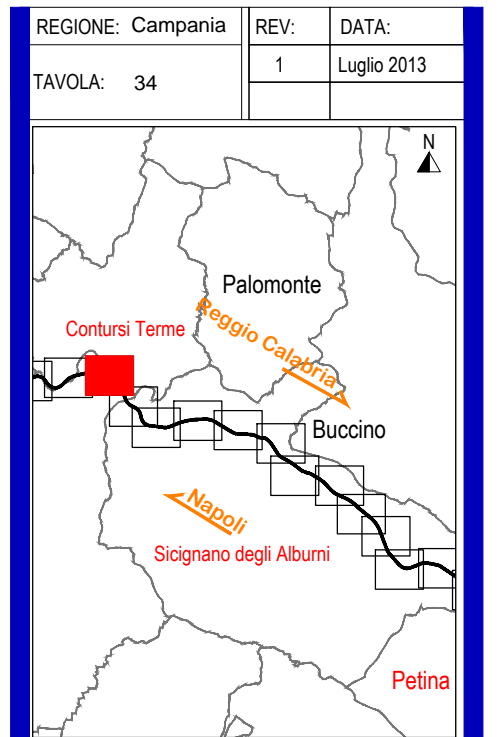 REGIONE: Campania
REV:
DATA:
1
Luglio 2013
TAVOLA: 34
N
Palomonte
Reggio Calabria
Contursi Terme
Buccino
Napoli
Sicignano degli Alburni
Petina